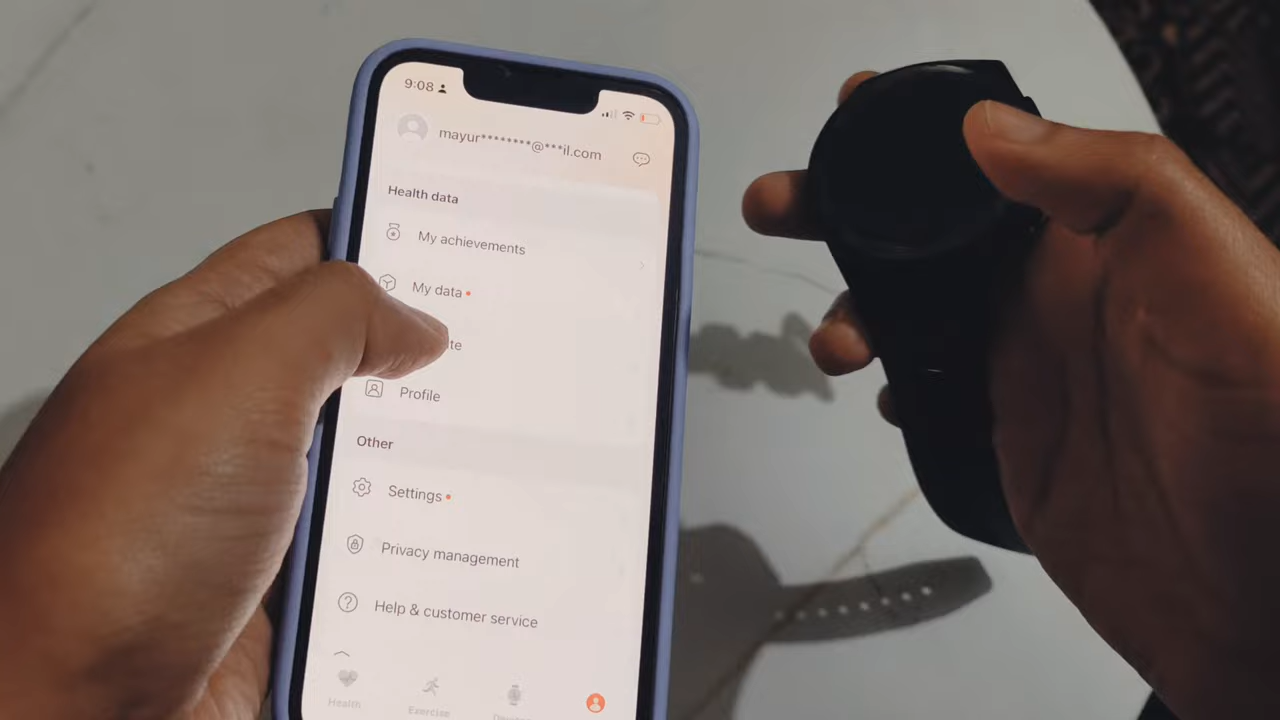 9:08
mayur********@***il.com
Health data
My achievements
My data
Profile
Other
Settings
Privacy management
Help & customer service
Health
Exercise